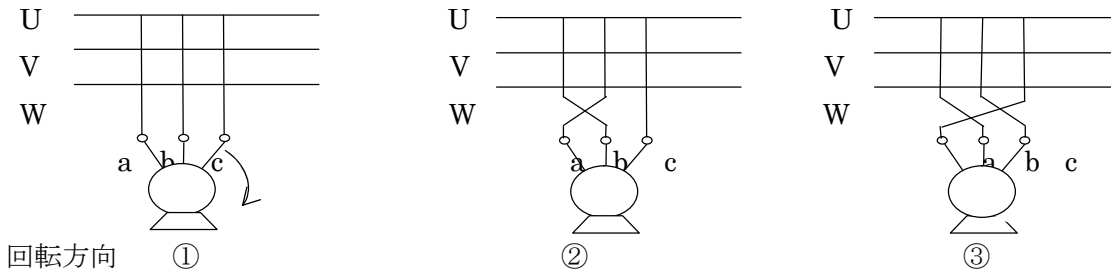 U U U
V V V
W W W
a b c a b c a b c
回転方向 ① ② ③